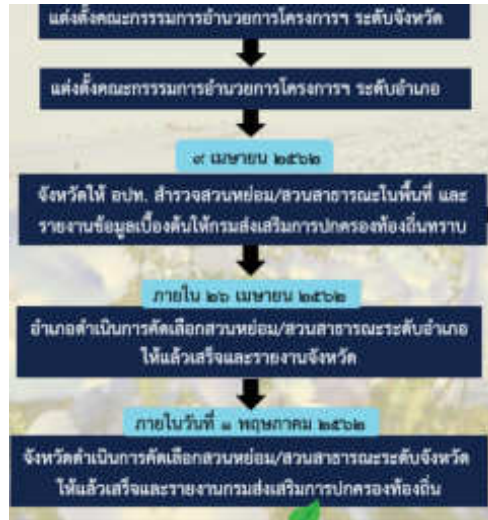 แต่งตั้งคณะกรรมการอำนวยการโครงการฯ ระดับจังหวัด
แต่งตั้งคณะกรรมการอำนวยการโครงการฯ ระดับอำเภอ
๙ เมษายน ๒๕๖๒
จังหวัดให้ อปท. สำรวจสวนหย่อม/สวนสาธารณะในพื้นที่ และ
รายงานข้อมูลเบื้องต้นให้กรมส่งเสริมการปกครองท้องถิ่นทราบ
ภายใน ๒๖ เมษายน ๒๕๖๒
อำเภอดำเนินการคัดเลือกสวนหย่อม/สวนสาธารณะระดับอำเภอ
ให้แล้วเสร็จและรายงานจังหวัด
ภายในวันที่ ๑ พฤษภาคม ๒๕๖๒
จังหวัดดำเนินการคัดเลือกสวนหย่อม/สวนสาธารณะระดับจังหวัด
ให้แล้วเสร็จและรายงานกรมส่งเสริมการปกครองท้องถิ่น